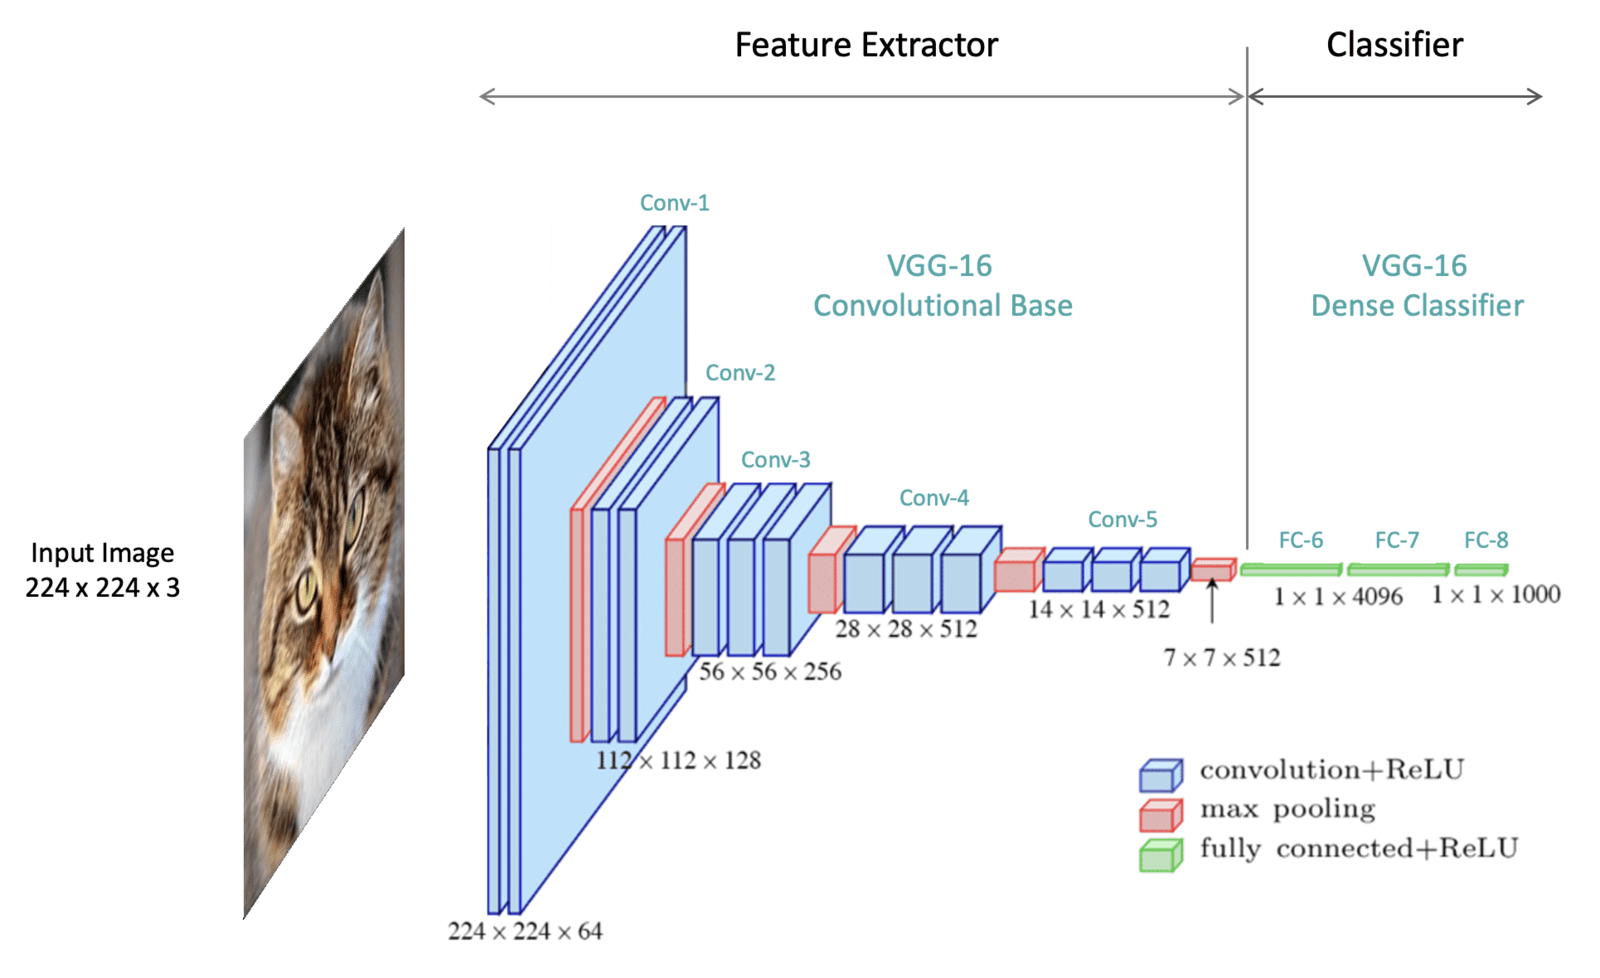 Feature Extractor
Classifier
Conv-1
VGG-16
Convolutional Base
VGG-16
Dense Classifier
Conv-2
Conv-3
Conv-4
Conv-5
FC-6
FC-7
FC-8
Input Image
224 x 224 x 3
1 × 1 × 4096
1 × 1 × 1000
14 × 14 × 512
28 × 28 × 512
7 × 7 × 512
56 × 56 × 256
112 × 112 × 128
224 × 224 × 64
convolution+ReLU
max pooling
fully connected+ReLU